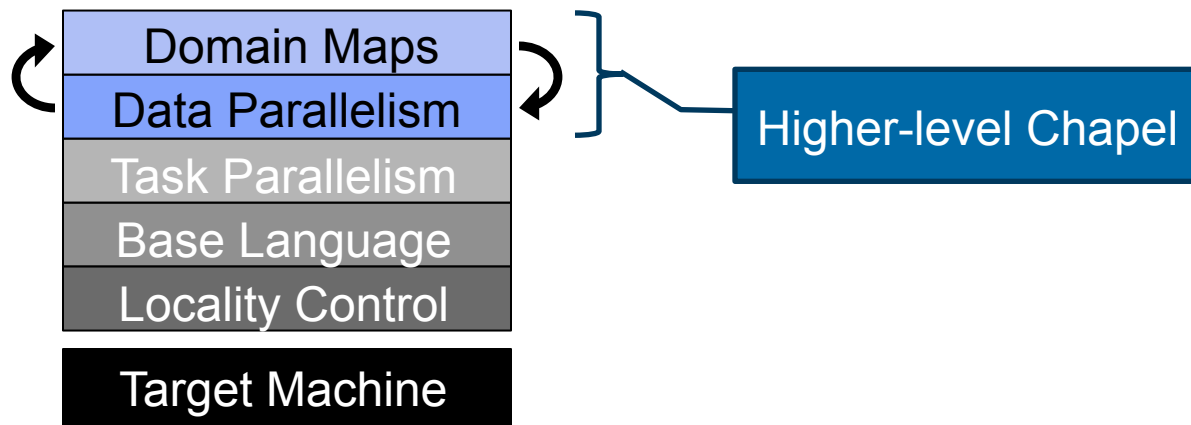 Domain Maps
Data Parallelism
Higher-level Chapel
Task Parallelism
Base Language
Locality Control
Target Machine